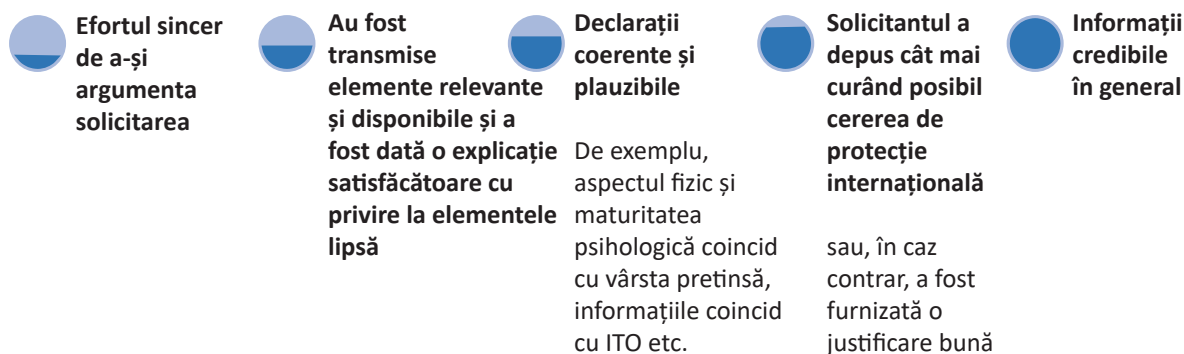 Efortul sincer
de a-și
argumenta
solicitarea
Au fost
transmise
elemente relevante
și disponibile și a
fost dată o explicație
satisfăcătoare cu
privire la elementele
lipsă
Declarații
coerente și
plauzibile
De exemplu,
aspectul fizic și
maturitatea
psihologică coincid
cu vârsta pretinsă,
informațiile coincid
cu ITO etc.
Solicitantul a
depus cât mai
curând posibil
cererea de
protecție
internațională
sau, în caz
contrar, a fost
furnizată o
justificare bună
Informații
credibile
în general